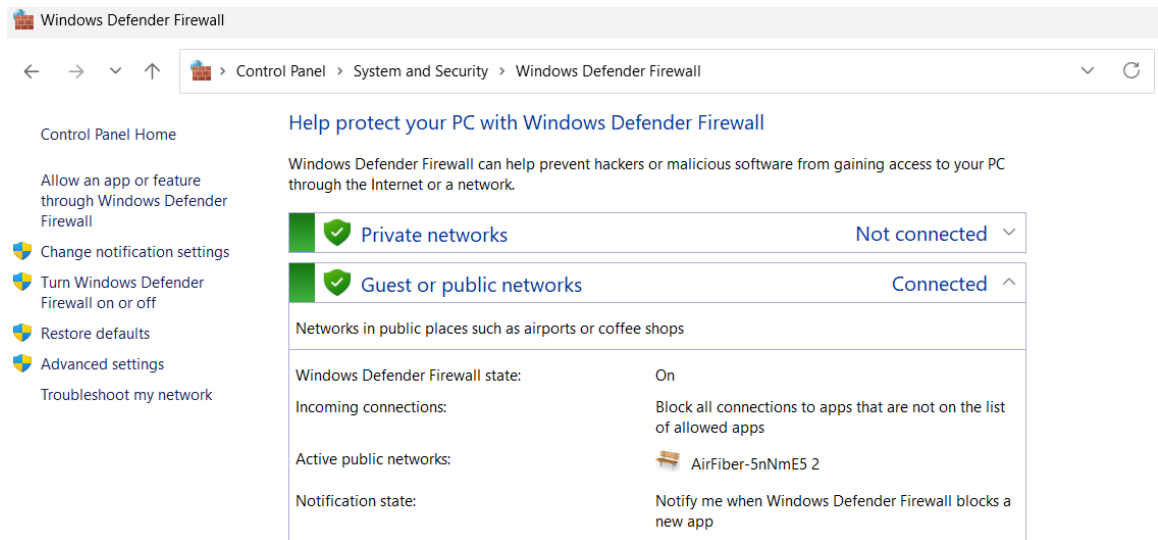 Windows Defender Firewall
Control Panel > System and Security > Windows Defender Firewall
Control Panel Home
Allow an app or feature
through Windows Defender
Firewall
Change notification settings
Turn Windows Defender
Firewall on or off
Restore defaults
Advanced settings
Troubleshoot my network
Help protect your PC with Windows Defender Firewall
Windows Defender Firewall can help prevent hackers or malicious software from gaining access to your PC
through the Internet or a network.
Private networks Not connected
Guest or public networks Connected
Networks in public places such as airports or coffee shops
Windows Defender Firewall state: On
Incoming connections: Block all connections to apps that are not on the list
of allowed apps
Active public networks: AirFiber-5nNmE5 2
Notification state: Notify me when Windows Defender Firewall blocks a
new app